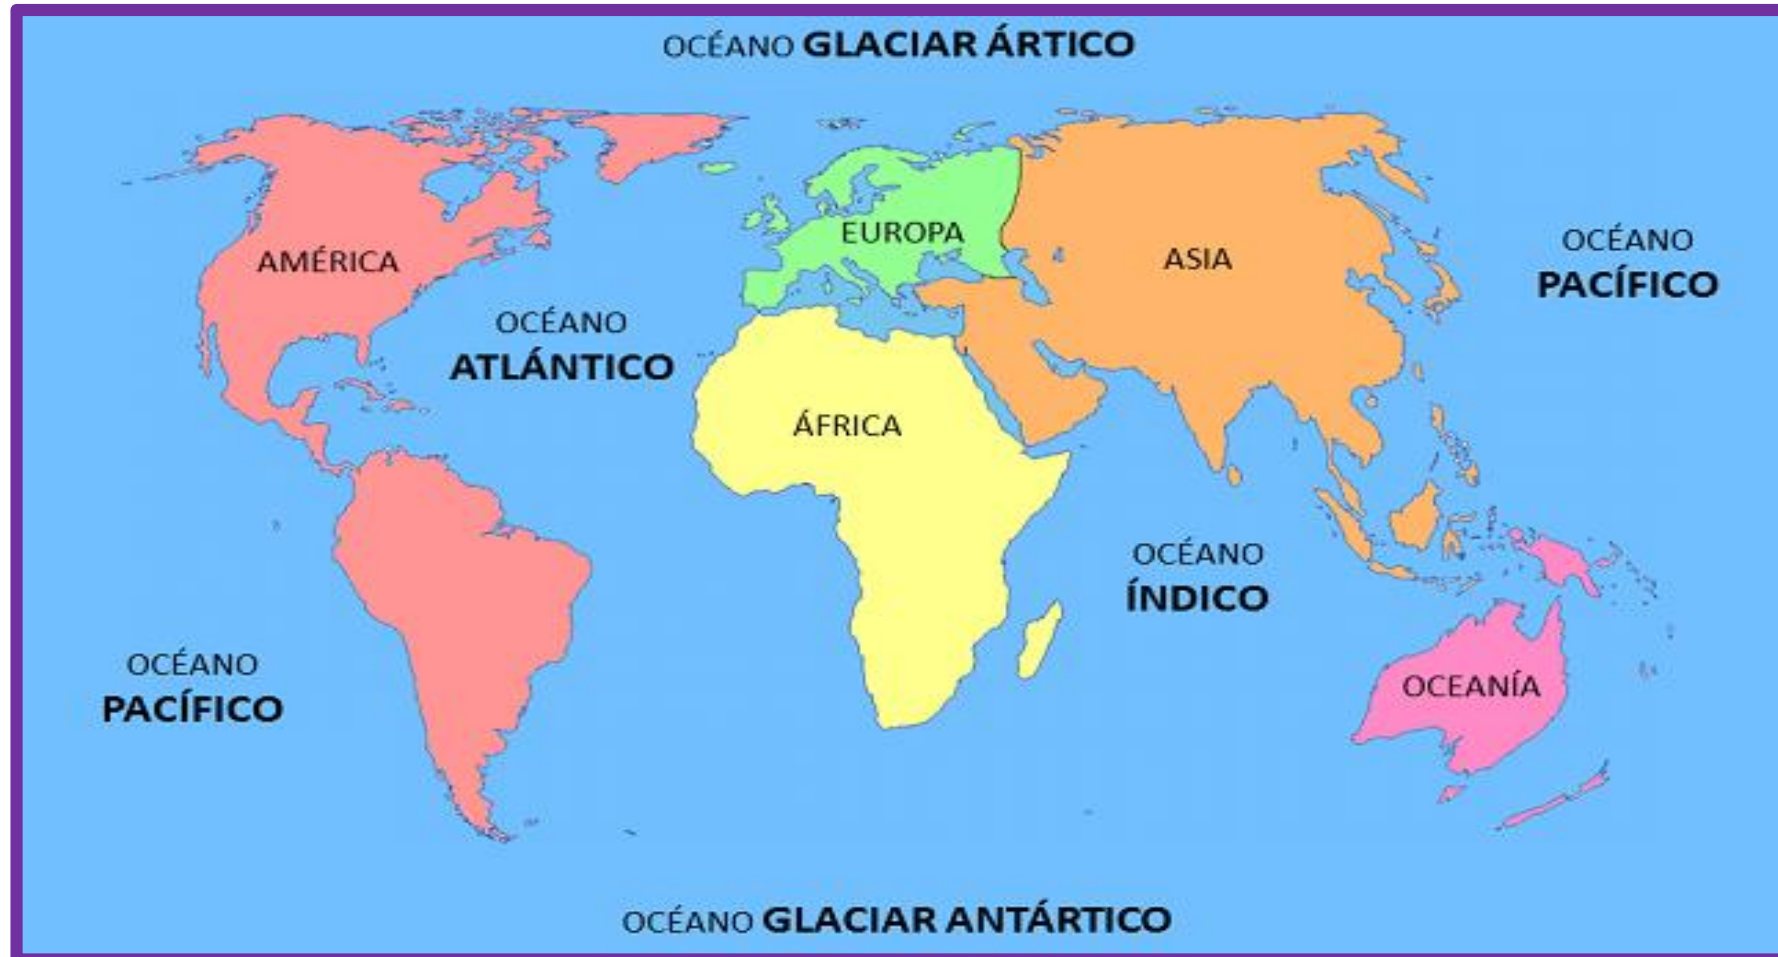 OCÉANO GLACIAR ÁRTICO
AMÉRICA
EUROPA
ASIA
OCÉANO
PACÍFICO
OCÉANO
ATLÁNTICO
ÁFRICA
OCÉANO
ÍNDICO
OCÉANO
PACÍFICO
OCEANÍA
OCÉANO GLACIAR ANTÁRTICO